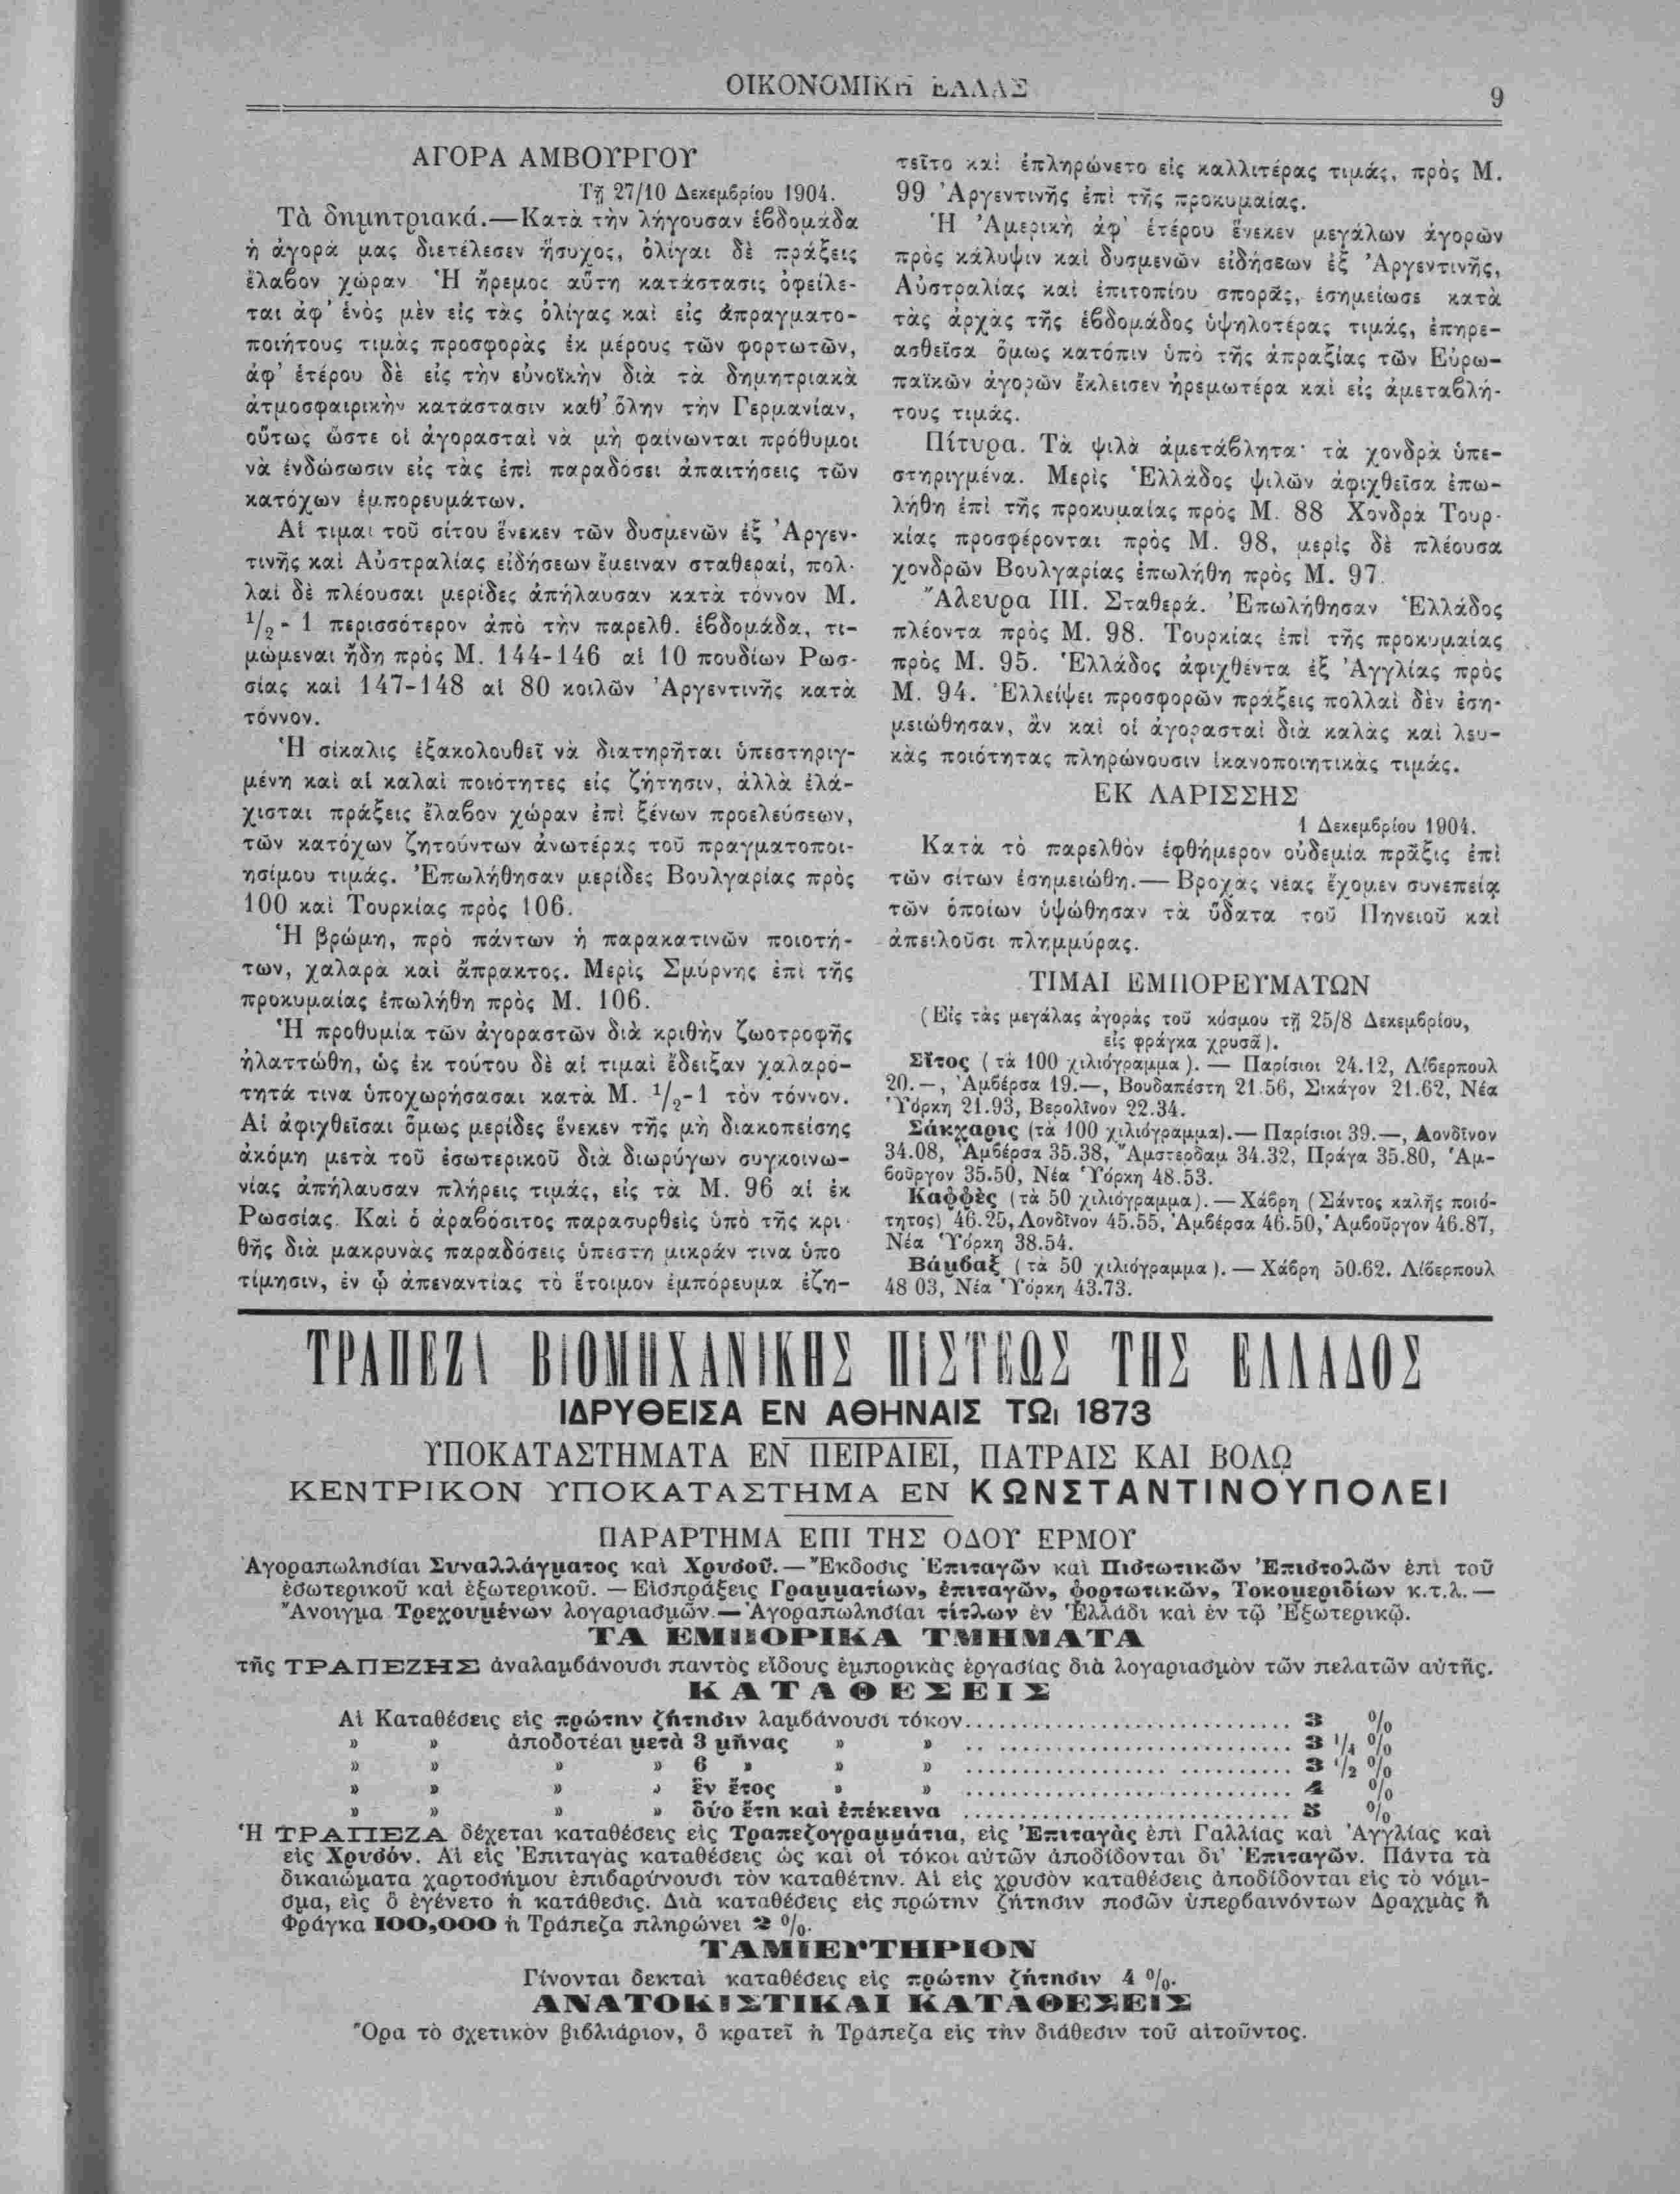 ΟΙΚΟΝΟΜΙΚΗ ΕΛΛΑΣ
9
ΑΓΟΡΑ ΑΜΒΟΥΡΓΟΥ
Τῇ 27/10 Δεκεμβρίου 1904.
Τὰ δημητριακά.—Κατὰ τὴν λήγουσαν ἑβδομάδα
ἡ ἀγορὰ μας διετέλεσεν ἥσυχος, ὀλίγαι δὲ πράξεις
ἔλαβον χώραν Ἡ ἤρεμος αὕτη κατάστασις ὀφείλε-
ται ἀφ' ἑνὸς μὲν εἰς τὰς ὀλίγας καὶ εἰς ἀπραγματο-
ποιήτους τιμὰς προσφορὰς ἐκ μέρους τῶν φορτωτῶν,
ἀφ' ἑτέρου δὲ εἰς τὴν εὐνοϊκὴν διὰ τὰ δημητριακὰ
ἀτμοσφαιρικὴν κατάστασιν καθ' ὅλην τὴν Γερμανίαν,
οὕτως ὥστε οἱ ἀγορασταὶ νὰ μὴ φαίνωνται πρόθυμοι
νὰ ἐνδώσωσιν εἰς τὰς ἐπὶ παραδόσει ἀπαιτήσεις τῶν
κατόχων ἐμπορευμάτων.
Αἱ τιμαὶ τοῦ σίτου ἕνεκεν τῶν δυσμενῶν ἐξ Ἀργεν-
τινῆς καὶ Αὐστραλίας εἰδήσεων ἔμειναν σταθεραί, πολ-
λαὶ δὲ πλέουσαι μερίδες ἀπήλαυσαν κατὰ τόννον Μ.
1/2 - 1 περισσότερον ἀπὸ τὴν παρελθ. ἑβδομάδα, τι-
μώμεναι ἤδη πρὸς Μ. 144-146 αἱ 10 πουδίων Ρωσ-
σίας καὶ 147-148 αἱ 80 κοιλῶν Ἀργεντινῆς κατὰ
τόννον.
Ἡ σίκαλις ἐξακολουθεῖ νὰ διατηρῆται ὑπεστηριγ-
μένη καὶ αἱ καλαὶ ποιότητες εἰς ζήτησιν, ἀλλὰ ἐλά-
χισται πράξεις ἔλαβον χώραν ἐπὶ ξένων προελεύσεων,
τῶν κατόχων ζητούντων ἀνωτέρας τοῦ πραγματοποι-
ησίμου τιμάς. Ἐπωλήθησαν μερίδες Βουλγαρίας πρὸς
100 καὶ Τουρκίας πρὸς 106.
Ἡ βρώμη, πρὸ πάντων ἡ παρακατινῶν ποιοτή-
των, χαλαρὰ καὶ ἄπρακτος. Μερὶς Σμύρνης ἐπὶ τῆς
προκυμαίας ἐπωλήθη πρὸς Μ. 106.
Ἡ προθυμία τῶν ἀγοραστῶν διὰ κριθὴν ζωοτροφῆς
ἠλαττώθη, ὡς ἐκ τούτου δὲ αἱ τιμαὶ ἔδειξαν χαλαρό-
τητά τινα ὑποχωρήσασαι κατὰ Μ. 1/2-1 τὸν τόννον.
Αἱ ἀφιχθεῖσαι ὅμως μερίδες ἕνεκεν τῆς μὴ διακοπείσης
ἀκόμη μετὰ τοῦ ἐσωτερικοῦ διὰ διωρύγων συγκοινω-
νίας ἀπήλαυσαν πλήρεις τιμάς, εἰς τὰ Μ. 96 αἱ ἐκ
Ρωσσίας. Καὶ ὁ ἀραβόσιτος παρασυρθεὶς ὑπὸ τῆς κρι-
θῆς διὰ μακρυνὰς παραδόσεις ὑπέστη μικράν τινα ὑπο
τίμησιν, ἐν ᾧ ἀπεναντίας τὸ ἕτοιμον ἐμπόρευμα ἐζη-
τεῖτο καὶ ἐπληρώνετο εἰς καλλιτέρας τιμάς, πρὸς Μ.
99 Ἀργεντινῆς ἐπὶ τῆς προκυμαίας.
Ἡ Ἀμερικὴ ἀφ' ἑτέρου ἕνεκεν μεγάλων ἀγορῶν
πρὸς κάλυψιν καὶ δυσμενῶν εἰδήσεων ἐξ Ἀργεντινῆς,
Αὐστραλίας καὶ ἐπιτοπίου σπορᾶς, ἐσημείωσε κατὰ
τὰς ἀρχὰς τῆς ἑβδομάδος ὑψηλοτέρας τιμάς, ἐπηρε-
ασθεῖσα ὅμως κατόπιν ὑπὸ τῆς ἀπραξίας τῶν Εὐρω-
παϊκῶν ἀγορῶν ἔκλεισεν ἠρεμωτέρα καὶ εἰς ἀμεταβλή-
τους τιμάς.
Πίτυρα. Τὰ ψιλὰ ἀμετάβλητα· τὰ χονδρὰ ὑπε-
στηριγμένα. Μερὶς Ἑλλάδος ψιλῶν ἀφιχθεῖσα ἐπω-
λήθη ἐπὶ τῆς προκυμαίας πρὸς Μ. 88 Χονδρὰ Τουρ-
κίας προσφέρονται πρὸς Μ. 98, μερὶς δὲ πλέουσα
χονδρῶν Βουλγαρίας ἐπωλήθη πρὸς Μ. 97.
Ἄλευρα ΙΙΙ. Σταθερά. Ἐπωλήθησαν Ἑλλάδος
πλέοντα πρὸς Μ. 98. Τουρκίας ἐπὶ τῆς προκυμαίας
πρὸς Μ. 95. Ἑλλάδος ἀφιχθέντα ἐξ Ἀγγλίας πρὸς
Μ. 94. Ἐλλείψει προσφορῶν πράξεις πολλαὶ δὲν ἐση-
μειώθησαν, ἂν καὶ οἱ ἀγορασταὶ διὰ καλὰς καὶ λευ-
κὰς ποιότητας πληρώνουσιν ἱκανοποιητικὰς τιμάς.
ΕΚ ΛΑΡΙΣΣΗΣ
1 Δεκεμβρίου 1904.
Κατὰ τὸ παρελθὸν ἑφθήμερον οὐδεμία πρᾶξις ἐπὶ
τῶν σίτων ἐσημειώθη.— Βροχὰς νέας ἔχομεν συνεπείᾳ
τῶν ὁποίων ὑψώθησαν τὰ ὕδατα τοῦ Πηνειοῦ καὶ
ἀπειλοῦσι πλημμύρας.
ΤΙΜΑΙ ΕΜΠΟΡΕΥΜΑΤΩΝ
(Εἰς τὰς μεγάλας ἀγορὰς τοῦ κόσμου τῇ 25/8 Δεκεμβρίου,
εἰς φράγκα χρυσᾶ).
Σῖτος (τὰ 100 χιλιόγραμμα). — Παρίσιοι 24.12, Λίβερπουλ
20.—, Ἀμβέρσα 19.—, Βουδαπέστη 21.56, Σικάγον 21.62, Νέα
Ὑόρκη 21.93, Βερολῖνον 22.34.
Σάκχαρις (τὰ 100 χιλιόγραμμα).— Παρίσιοι 39.—, Λονδῖνον
34.08, Ἀμβέρσα 35.38, Ἄμστερδαμ 34.32, Πράγα 35.80, Ἀμ-
βοῦργον 35.50, Νέα Ὑόρκη 48.53.
Καφφὲς (τὰ 50 χιλιόγραμμα).—Χάβρη (Σάντος καλῆς ποιό-
τητος) 46.25, Λονδῖνον 45.55, Ἀμβέρσα 46.50, Ἀμβοῦργον 46.87,
Νέα Ὑόρκη 38.54.
Βάμβαξ (τὰ 50 χιλιόγραμμα).— Χάβρη 50.62. Λίβερπουλ
48 03, Νέα Ὑόρκη 43.73.
ΤΡΑΠΕΖΑ ΒΙΟΜΗΧΑΝΙΚΗΣ ΠΙΣΤΕΩΣ ΤΗΣ ΕΛΛΑΔΟΣ
ΙΔΡΥΘΕΙΣΑ ΕΝ ΑΘΗΝΑΙΣ ΤΩι 1873
ΥΠΟΚΑΤΑΣΤΗΜΑΤΑ ΕΝ ΠΕΙΡΑΙΕΙ, ΠΑΤΡΑΙΣ ΚΑΙ ΒΟΛῼ
ΚΕΝΤΡΙΚΟΝ ΥΠΟΚΑΤΑΣΤΗΜΑ ΕΝ ΚΩΝΣΤΑΝΤΙΝΟΥΠΟΛΕΙ
ΠΑΡΑΡΤΗΜΑ ΕΠΙ ΤΗΣ ΟΔΟΥ ΕΡΜΟΥ
Ἀγοραπωλησίαι Συναλλάγματος καὶ Χρυσοῦ.—Ἔκδοσις Ἐπιταγῶν καὶ Πιστωτικῶν Ἐπιστολῶν ἐπὶ τοῦ
ἐσωτερικοῦ καὶ ἐξωτερικοῦ. — Εἰσπράξεις Γραμματίων, ἐπιταγῶν, φορτωτικῶν, Τοκομεριδίων κ.τ.λ.—
Ἄνοιγμα Τρεχουμένων λογαριασμῶν.— Ἀγοραπωλησίαι τίτλων ἐν Ἑλλάδι καὶ ἐν τῷ Ἐξωτερικῷ.
ΤΑ ΕΜΠΟΡΙΚΑ ΤΜΗΜΑΤΑ
τῆς ΤΡΑΠΕΖΗΣ ἀναλαμβάνουσι παντὸς εἴδους ἐμπορικὰς ἐργασίας διὰ λογαριασμὸν τῶν πελατῶν αὐτῆς.
ΚΑΤΑΘΕΣΕΙΣ
Αἱ Καταθέσεις εἰς πρώτην ζήτησιν λαμβάνουσι τόκον.............................. 3 %
» » ἀποδοτέαι μετὰ 3 μῆνας » » .............................. 3 1/4 %
» » » » 6 » » » .............................. 3 1/2 %
» » » » ἓν ἔτος » » .............................. 4 %
» » » » δύο ἔτη καὶ ἐπέκεινα .............................. 5 %
Ἡ ΤΡΑΠΕΖΑ δέχεται καταθέσεις εἰς Τραπεζογραμμάτια, εἰς Ἐπιταγὰς ἐπὶ Γαλλίας καὶ Ἀγγλίας καὶ
εἰς Χρυσόν. Αἱ εἰς Ἐπιταγὰς καταθέσεις ὡς καὶ οἱ τόκοι αὐτῶν ἀποδίδονται δι' Ἐπιταγῶν. Πάντα τὰ
δικαιώματα χαρτοσήμου ἐπιβαρύνουσι τὸν καταθέτην. Αἱ εἰς χρυσὸν καταθέσεις ἀποδίδονται εἰς τὸ νόμι-
σμα, εἰς ὃ ἐγένετο ἡ κατάθεσις. Διὰ καταθέσεις εἰς πρώτην ζήτησιν ποσῶν ὑπερβαινόντων Δραχμὰς ἢ
Φράγκα 100,000 ἡ Τράπεζα πληρώνει 2 %.
ΤΑΜΙΕΥΤΗΡΙΟΝ
Γίνονται δεκταὶ καταθέσεις εἰς πρώτην ζήτησιν 4 %.
ΑΝΑΤΟΚΙΣΤΙΚΑΙ ΚΑΤΑΘΕΣΕΙΣ
Ὅρα τὸ σχετικὸν βιβλιάριον, ὃ κρατεῖ ἡ Τράπεζα εἰς τὴν διάθεσιν τοῦ αἰτοῦντος.